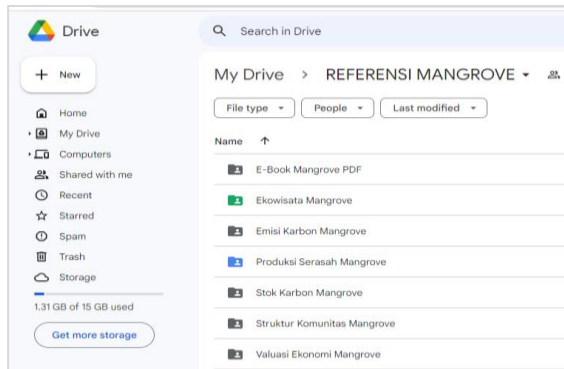 Drive
Search in Drive
New
My Drive > REFERENSI MANGROVE
File type
People
Last modified
Home
My Drive
Computers
Shared with me
Recent
Starred
Spam
Trash
Storage
1.31 GB of 15 GB used
Get more storage
Name
E-Book Mangrove PDF
Ekowisata Mangrove
Emisi Karbon Mangrove
Produksi Serasah Mangrove
Stok Karbon Mangrove
Struktur Komunitas Mangrove
Valuasi Ekonomi Mangrove